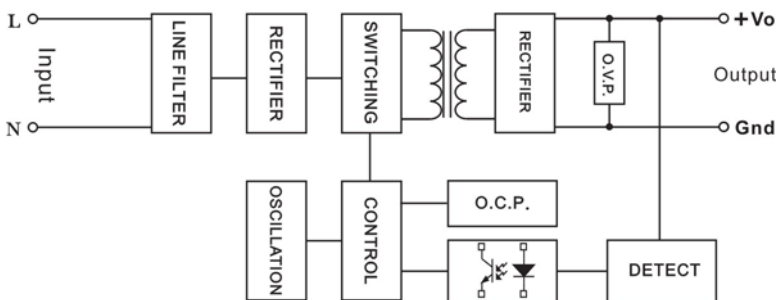 L
N
Input
LINE FILTER
RECTIFIER
SWITCHING
RECTIFIER
O.V.P.
+Vo
Output
Gnd
OSCILLATION
CONTROL
O.C.P.
DETECT